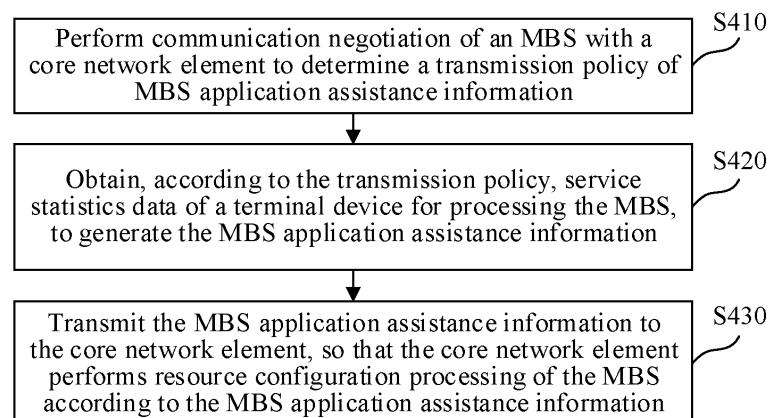 Perform communication negotiation of an MBS with a
core network element to determine a transmission policy of
MBS application assistance information
S410
Obtain, according to the transmission policy, service
statistics data of a terminal device for processing the MBS,
to generate the MBS application assistance information
S420
Transmit the MBS application assistance information to
the core network element, so that the core network element
performs resource configuration processing of the MBS
according to the MBS application assistance information
S430